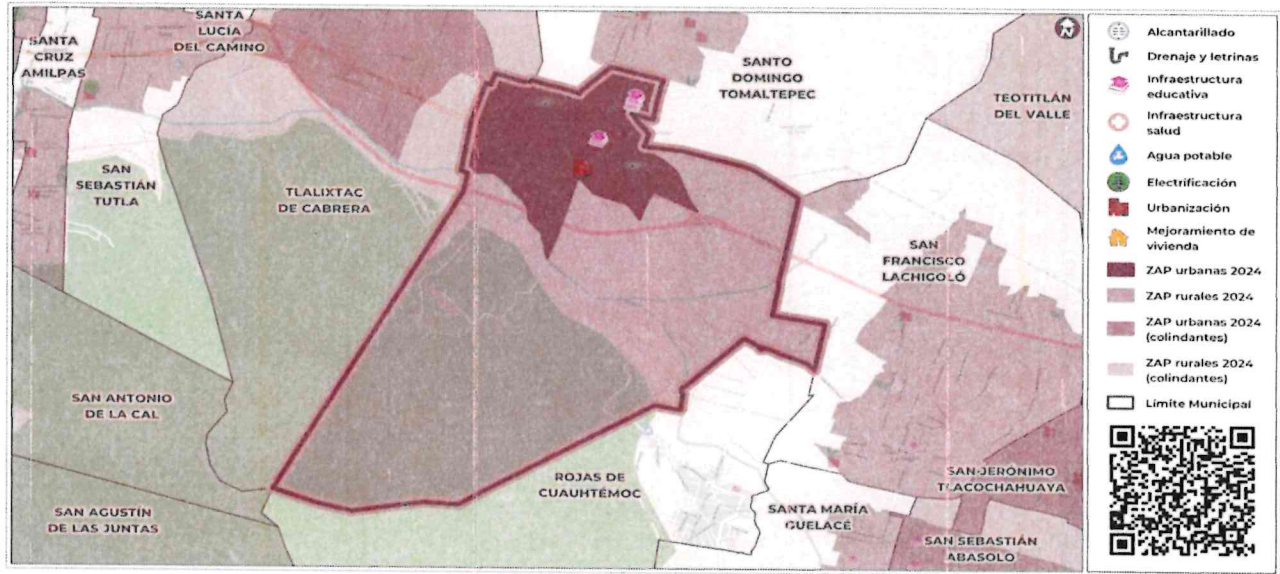 SANTA
LUCÍA
DEL CAMINO
SANTA
CRUZ
AMILPAS
SANTO
DOMINGO
TOMALTEPEC
TEOTITLÁN
DEL VALLE
SAN
SEBASTIÁN
TUTLA
TLALIXTAC
DE CABRERA
SAN
FRANCISCO
LACHIGOLÓ
SAN ANTONIO
DE LA CAL
ROJAS DE
CUAUHTÉMOC
SAN JERÓNIMO
TLACOCHAHUAYA
SAN AGUSTÍN
DE LAS JUNTAS
SANTA MARÍA
GUELACÉ
SAN SEBASTIÁN
ABASOLO
Alcantarillado
Drenaje y letrinas
Infraestructura
educativa
Infraestructura
salud
Agua potable
Electrificación
Urbanización
Mejoramiento de
vivienda
ZAP urbanas 2024
ZAP rurales 2024
ZAP urbanas 2024
(colindantes)
ZAP rurales 2024
(colindantes)
Límite Municipal